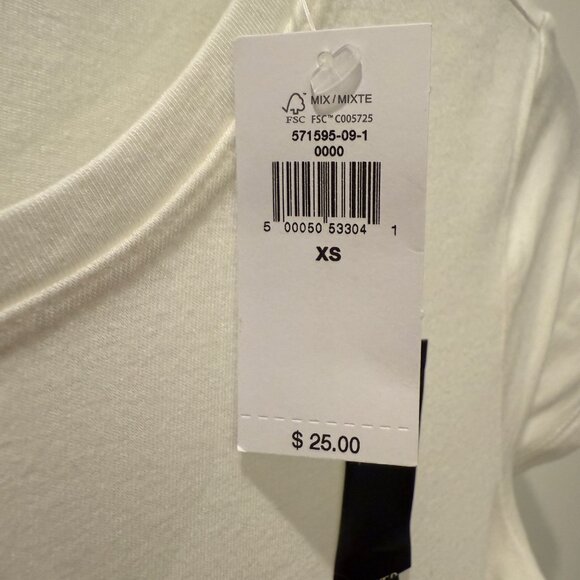 MIX / MIXTE
FSC FSC™ C005725
571595-09-1
0000
5 00050 53304 1
XS
$ 25.00